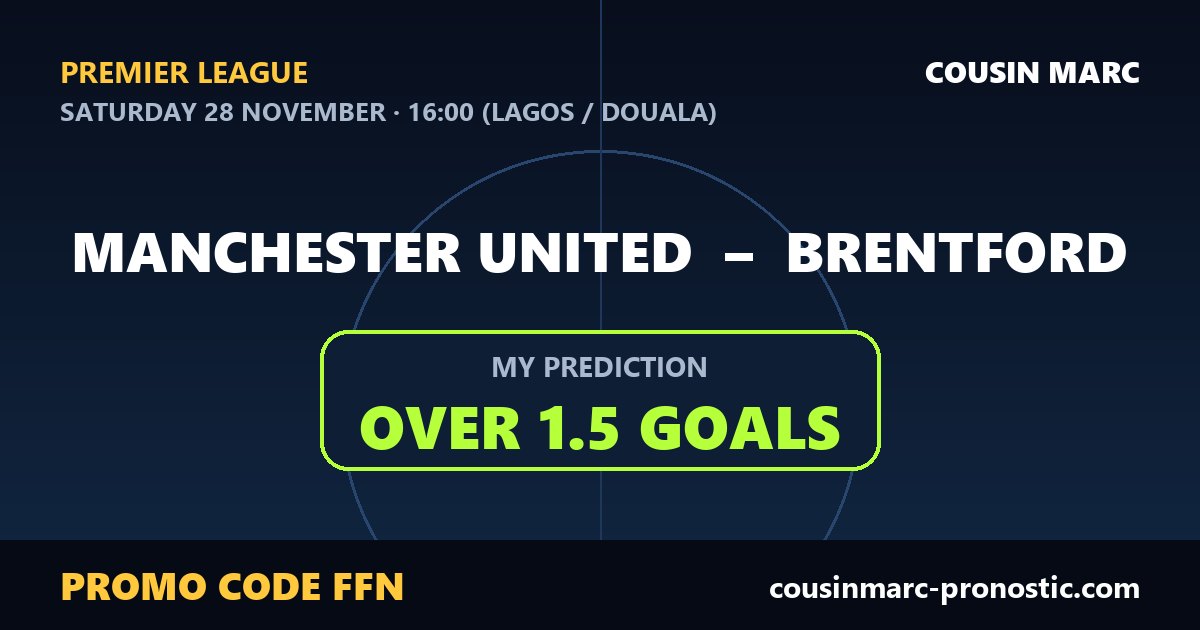 PREMIER LEAGUE
COUSIN MARC
SATURDAY 28 NOVEMBER · 16:00 (LAGOS / DOUALA)
MANCHESTER UNITED – BRENTFORD
MY PREDICTION
OVER 1.5 GOALS
PROMO CODE FFN
cousinmarc-pronostic.com